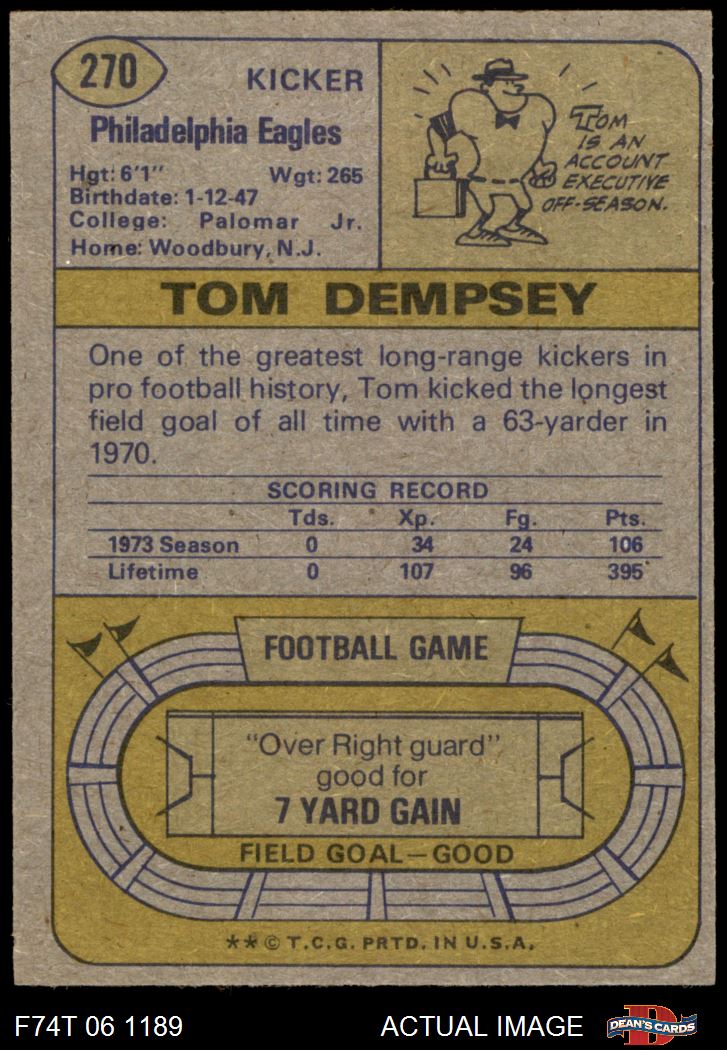 270
KICKER
Philadelphia Eagles
Hgt: 6'1" Wgt: 265
Birthdate: 1-12-47
College: Palomar Jr.
Home: Woodbury, N.J.
TOM
IS AN
ACCOUNT
EXECUTIVE
OFF-SEASON.
TOM DEMPSEY
One of the greatest long-range kickers in
pro football history, Tom kicked the longest
field goal of all time with a 63-yarder in
1970.
SCORING RECORD
Tds. Xp. Fg. Pts.
1973 Season 0 34 24 106
Lifetime 0 107 96 395
FOOTBALL GAME
"Over Right guard"
good for
7 YARD GAIN
FIELD GOAL—GOOD
** © T.C.G. PRTD. IN U.S.A.
F74T 06 1189
ACTUAL IMAGE
D
DEAN'S CARDS